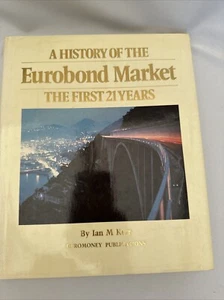 A HISTORY OF THE
Eurobond Market
THE FIRST 21 YEARS
By Ian M
EUROMONEY